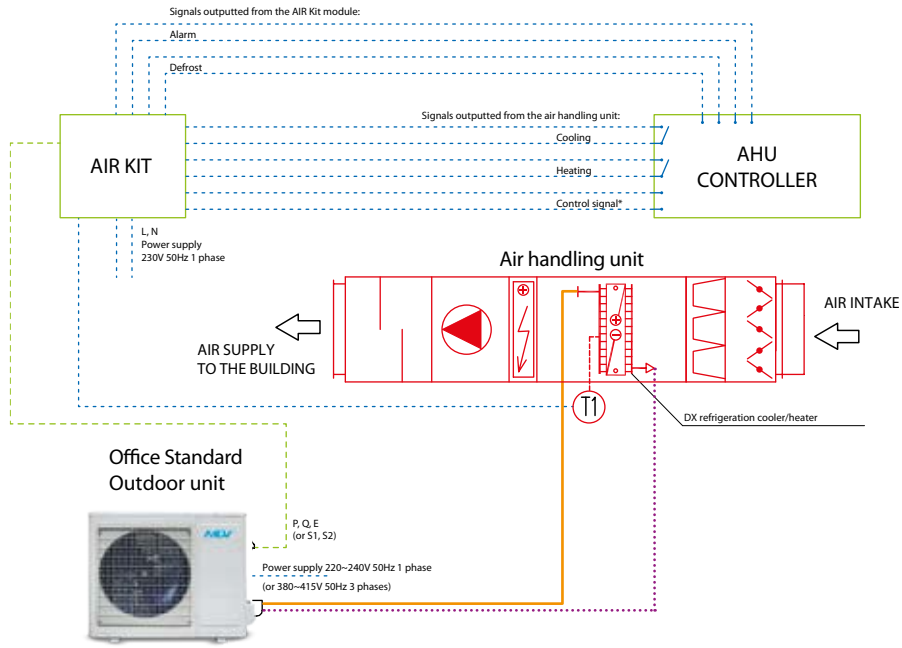 Signals outputted from the AIR Kit module:
Alarm
Defrost
Signals outputted from the air handling unit:
Cooling
Heating
Control signal*
AIR KIT
AHU
CONTROLLER
L, N
Power supply
230V 50Hz 1 phase
Air handling unit
AIR INTAKE
AIR SUPPLY
TO THE BUILDING
T1
DX refrigeration cooler/heater
Office Standard
Outdoor unit
MDV
P, Q, E
(or S1, S2)
Power supply 220~240V 50Hz 1 phase
(or 380~415V 50Hz 3 phases)